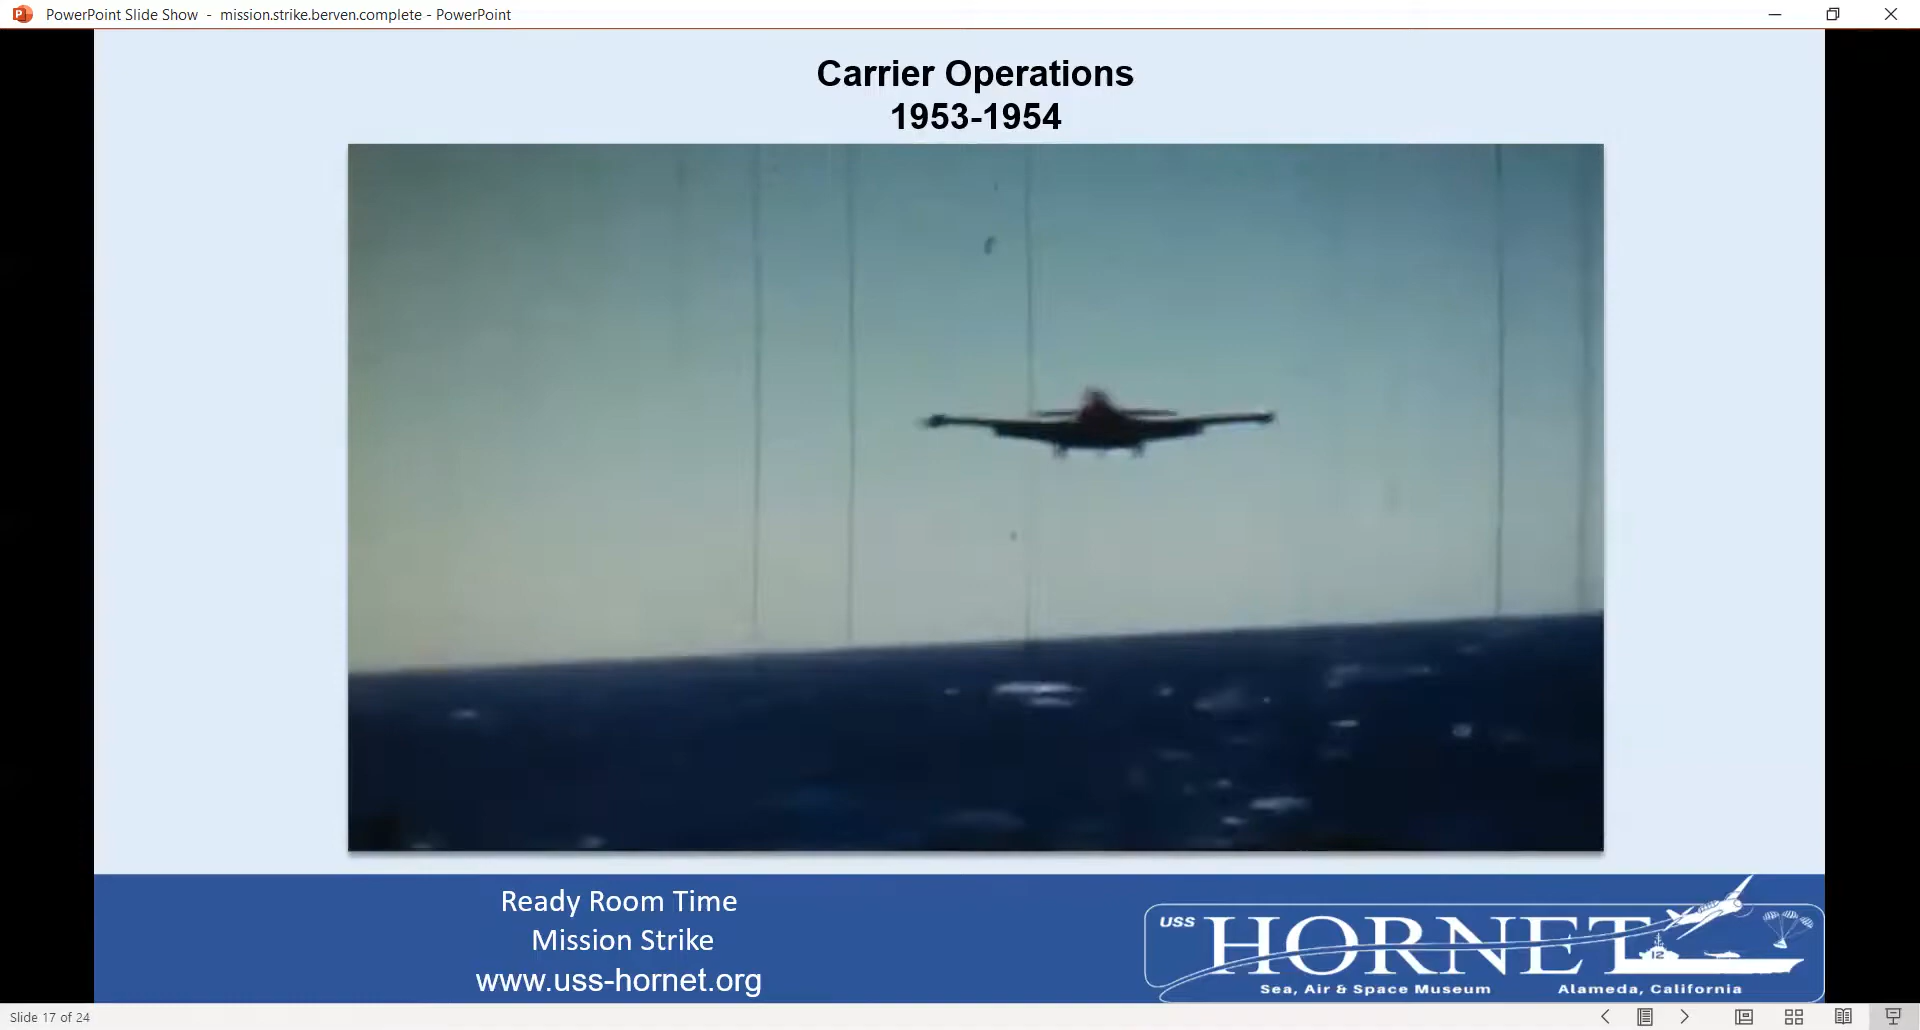 PowerPoint Slide Show - mission.strike.berven.complete - PowerPoint
Carrier Operations
1953-1954
Ready Room Time
Mission Strike
www.uss-hornet.org
USS HORNET
12
Sea, Air & Space Museum Alameda, California
Slide 17 of 24